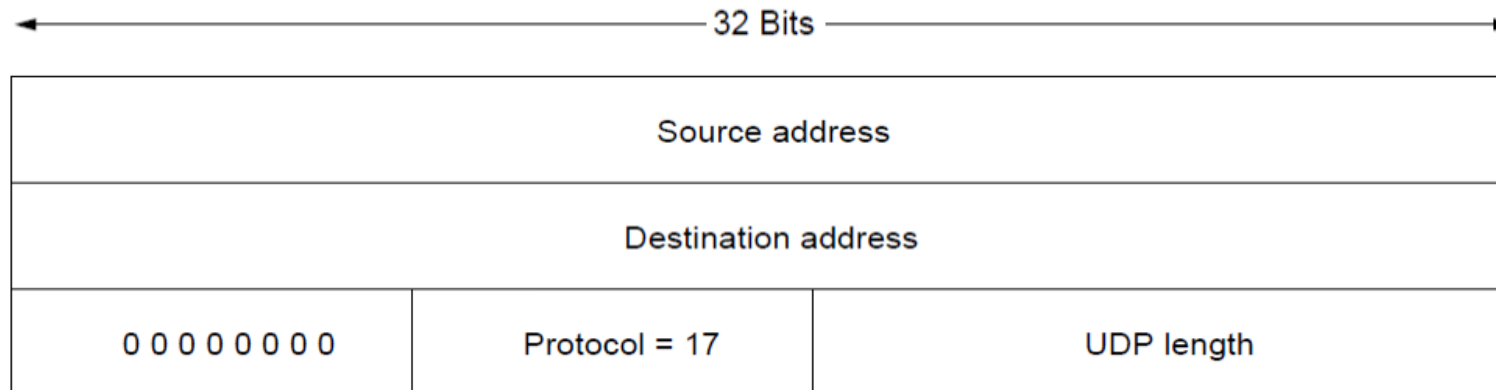 32 Bits
Source address
Destination address
0 0 0 0 0 0 0 0 Protocol = 17 UDP length